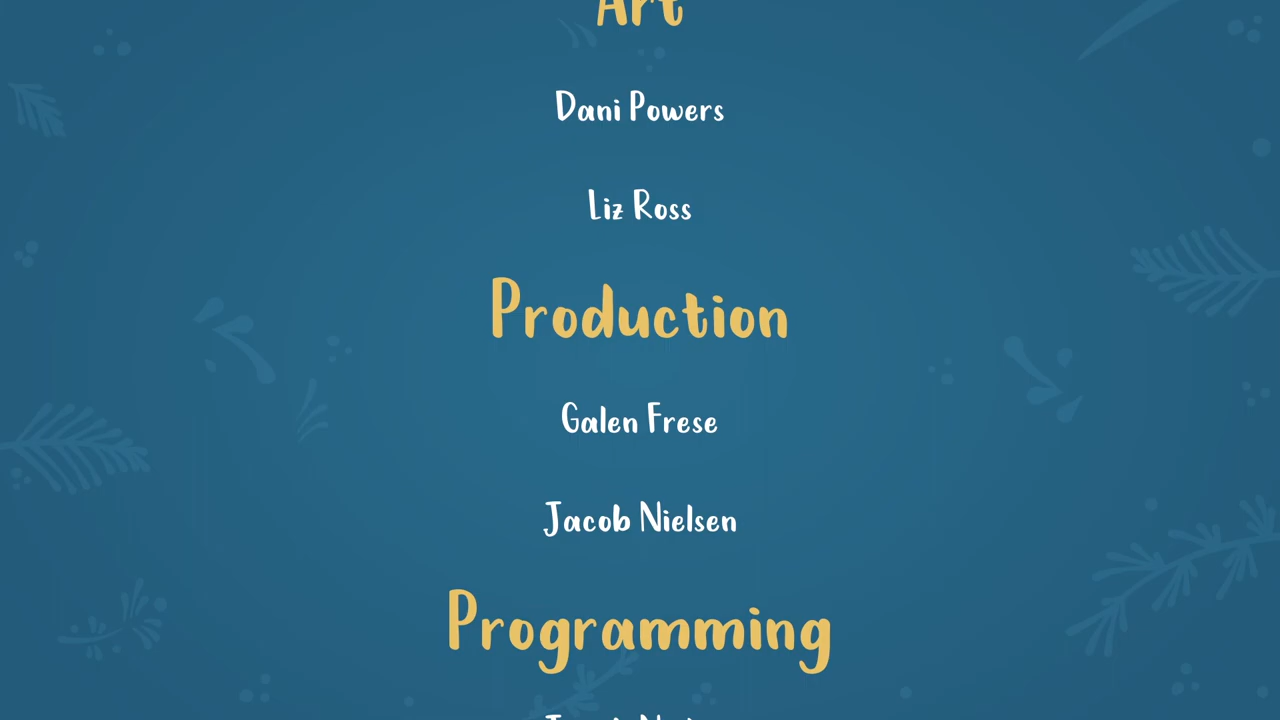 Art
Dani Powers
Liz Ross
Production
Galen Frese
Jacob Nielsen
Programming